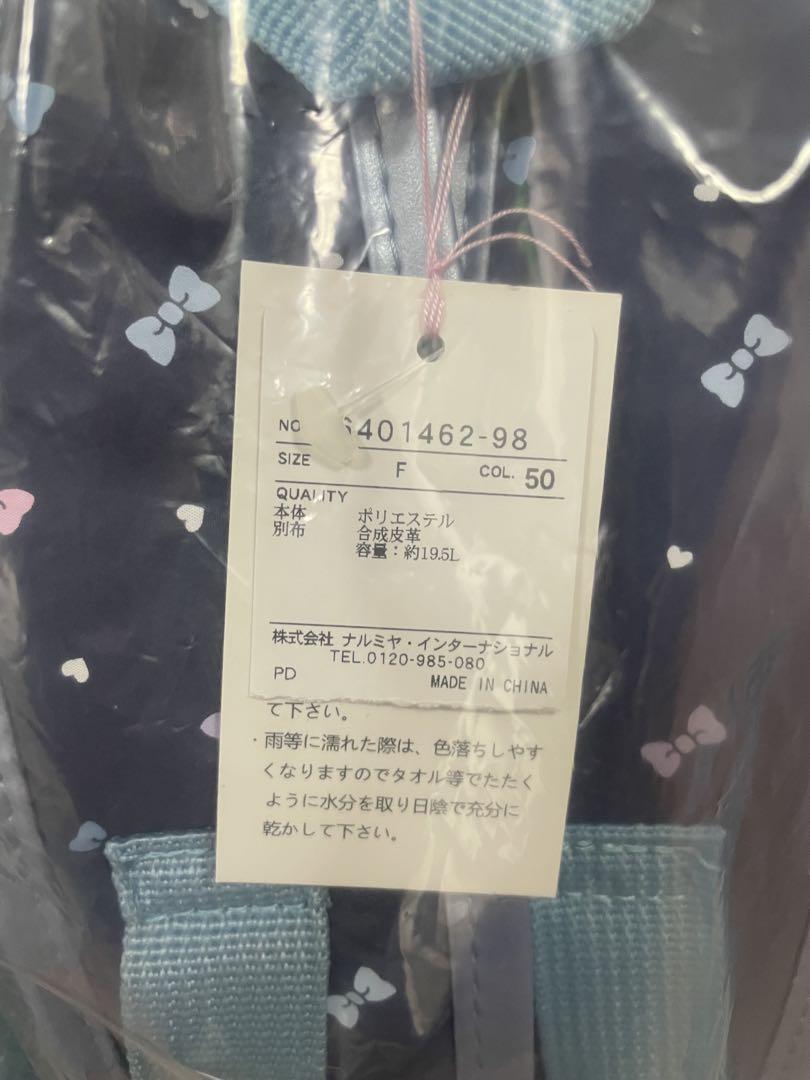 NO 6401462-98
SIZE F COL. 50
QUALITY
本体 ポリエステル
別布 合成皮革
容量：約19.5L
株式会社 ナルミヤ・インターナショナル
TEL.0120-985-080
PD MADE IN CHINA
て下さい。
・雨等に濡れた際は、色落ちしやす
くなりますのでタオル等でたたく
ように水分を取り日陰で充分に
乾かして下さい。